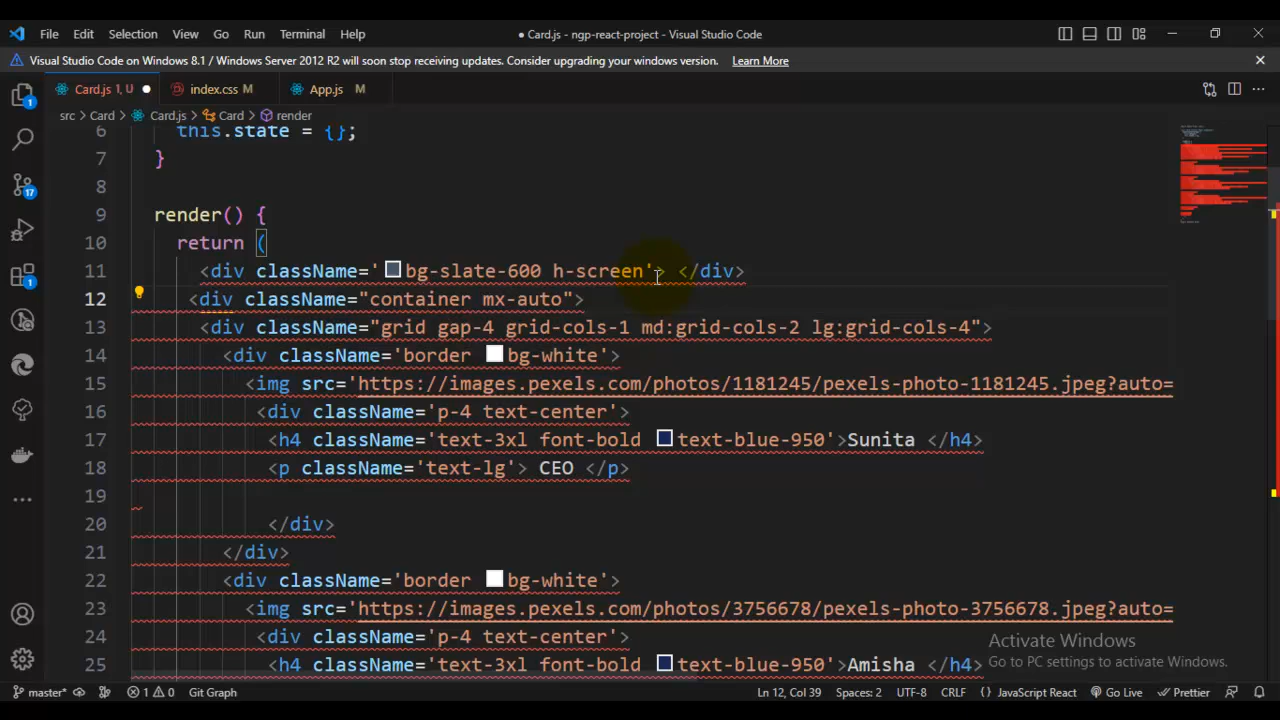 File Edit Selection View Go Run Terminal Help ● Card.js - ngp-react-project - Visual Studio Code
Visual Studio Code on Windows 8.1 / Windows Server 2012 R2 will soon stop receiving updates. Consider upgrading your windows version. Learn More
Card.js 1, U ● index.css M App.js M
src > Card > Card.js > Card > render
6 this.state = {};
7 }
8
9 render() {
10 return (
11 <div className='bg-slate-600 h-screen'> </div>
12 <div className="container mx-auto">
13 <div className="grid gap-4 grid-cols-1 md:grid-cols-2 lg:grid-cols-4">
14 <div className='border bg-white'>
15 <img src='https://images.pexels.com/photos/1181245/pexels-photo-1181245.jpeg?auto=
16 <div className='p-4 text-center'>
17 <h4 className='text-3xl font-bold text-blue-950'>Sunita </h4>
18 <p className='text-lg'> CEO </p>
19
20 </div>
21 </div>
22 <div className='border bg-white'>
23 <img src='https://images.pexels.com/photos/3756678/pexels-photo-3756678.jpeg?auto=
24 <div className='p-4 text-center'>
25 <h4 className='text-3xl font-bold text-blue-950'>Amisha </h4>
Activate Windows
Go to PC settings to activate Windows.
1
17
1
master* 1 0 Git Graph Ln 12, Col 39 Spaces: 2 UTF-8 CRLF {} JavaScript React Go Live Prettier